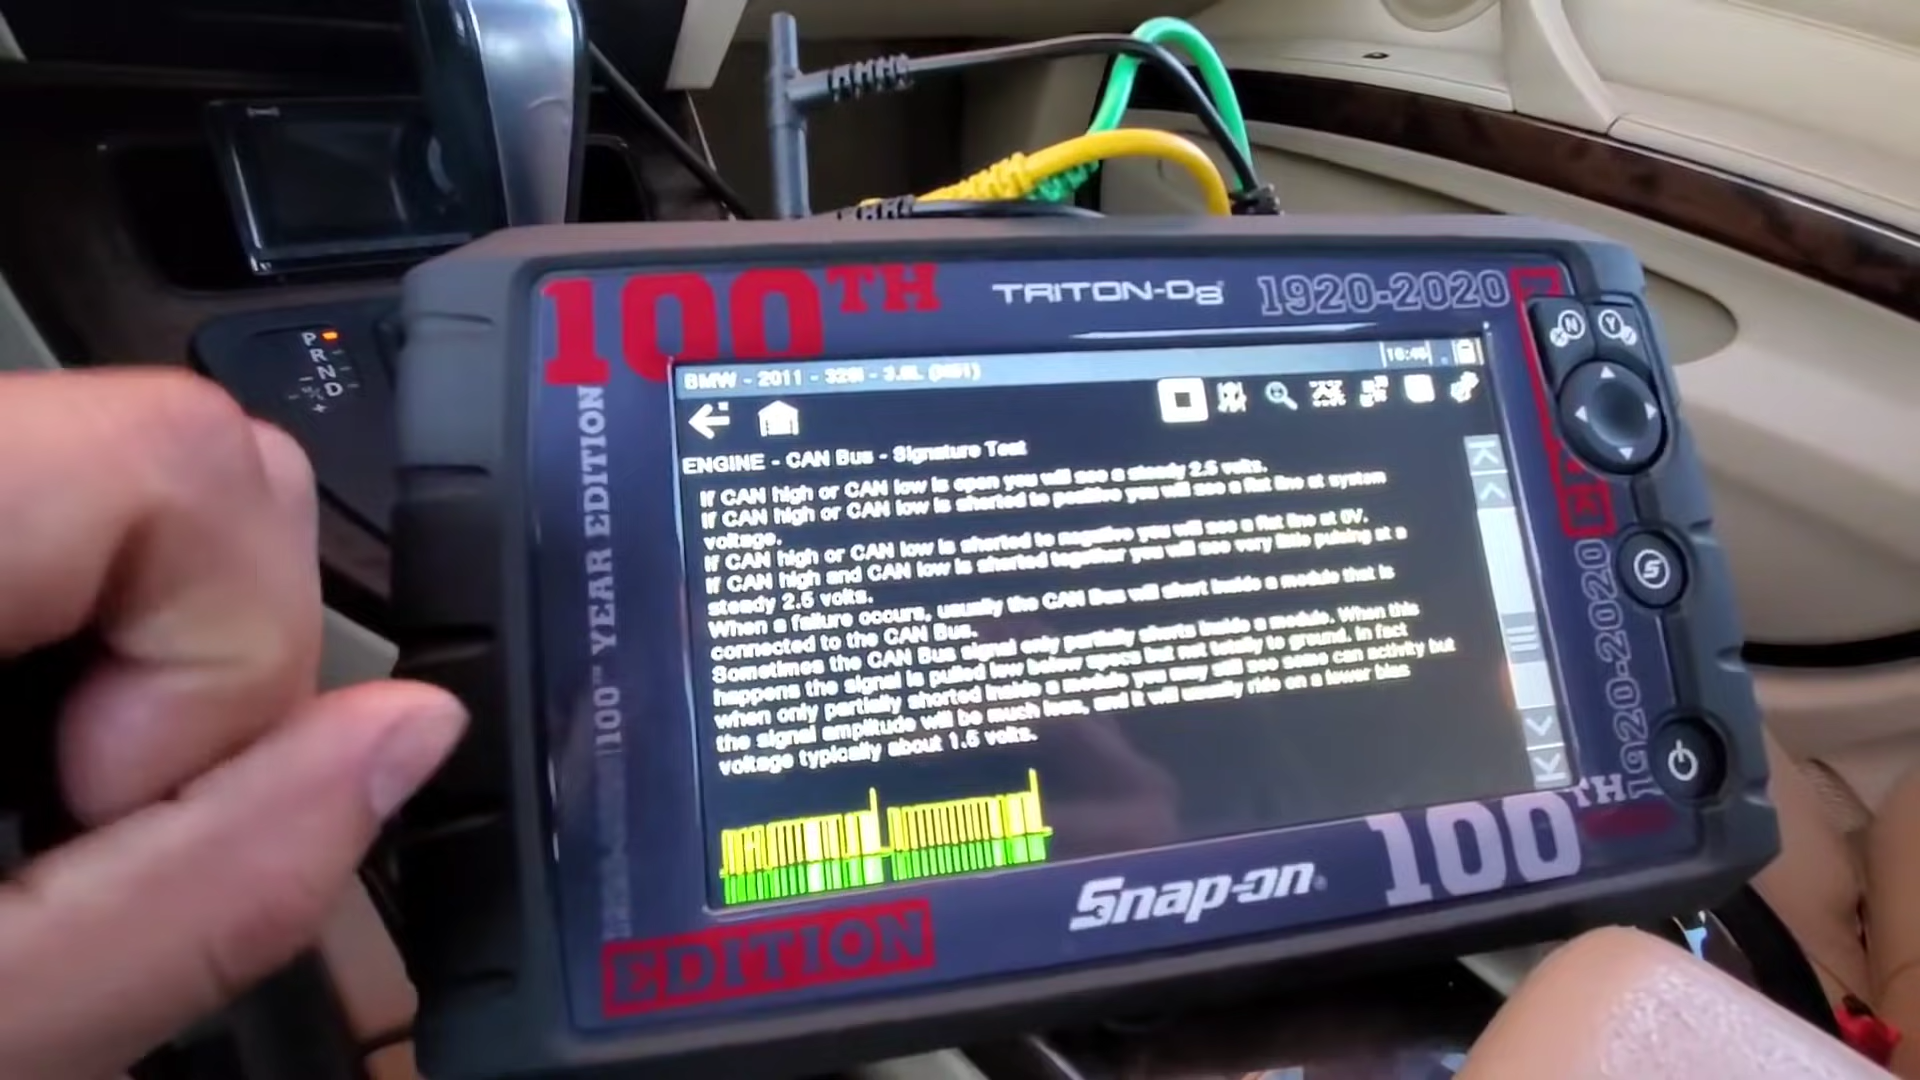 100TH
TRITON-D8
1920-2020
BMW - 2011 - 328i - 3.0L (N51)
ENGINE - CAN Bus - Signature Test
If CAN high or CAN low is open you will see a steady 2.5 volts.
If CAN high or CAN low is shorted to positive you will see a flat line at system
voltage.
If CAN high or CAN low is shorted to negative you will see a flat line at 0V.
If CAN high and CAN low is shorted together you will see very little pulsing at a
steady 2.5 volts.
When a failure occurs, usually the CAN Bus will short inside a module that is
connected to the CAN Bus.
Sometimes the CAN Bus signal only partially shorts inside a module. When this
happens the signal is pulled low below specs but not totally to ground. In fact
when only partially shorted inside a module you may will see some can activity but
the signal amplitude will be much less, and it will usually ride on a lower bias
voltage typically about 1.5 volts.
N
Y
S
100™ YEAR EDITION
1920-2020
100TH
Snap-on
EDITION
P
R
N
D
+